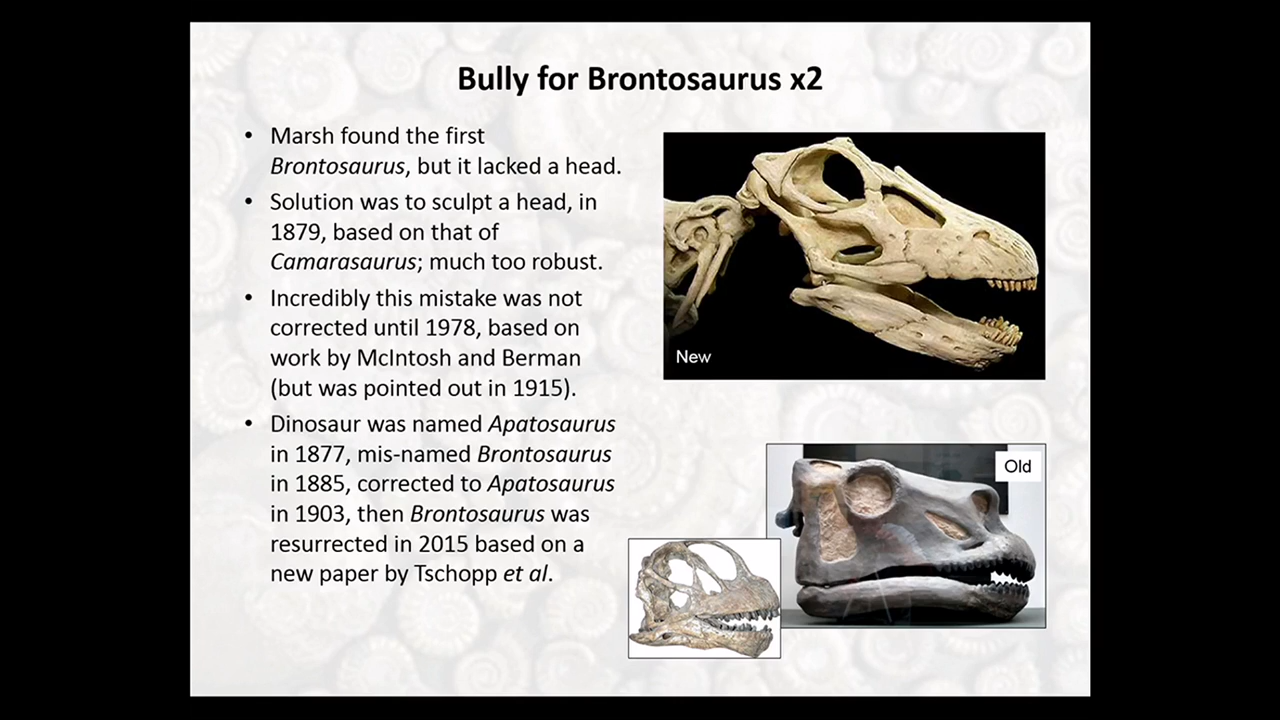 Bully for Brontosaurus x2
• Marsh found the first
Brontosaurus, but it lacked a head.
• Solution was to sculpt a head, in
1879, based on that of
Camarasaurus; much too robust.
• Incredibly this mistake was not
corrected until 1978, based on
work by McIntosh and Berman
(but was pointed out in 1915).
• Dinosaur was named Apatosaurus
in 1877, mis-named Brontosaurus
in 1885, corrected to Apatosaurus
in 1903, then Brontosaurus was
resurrected in 2015 based on a
new paper by Tschopp et al.
New
Old